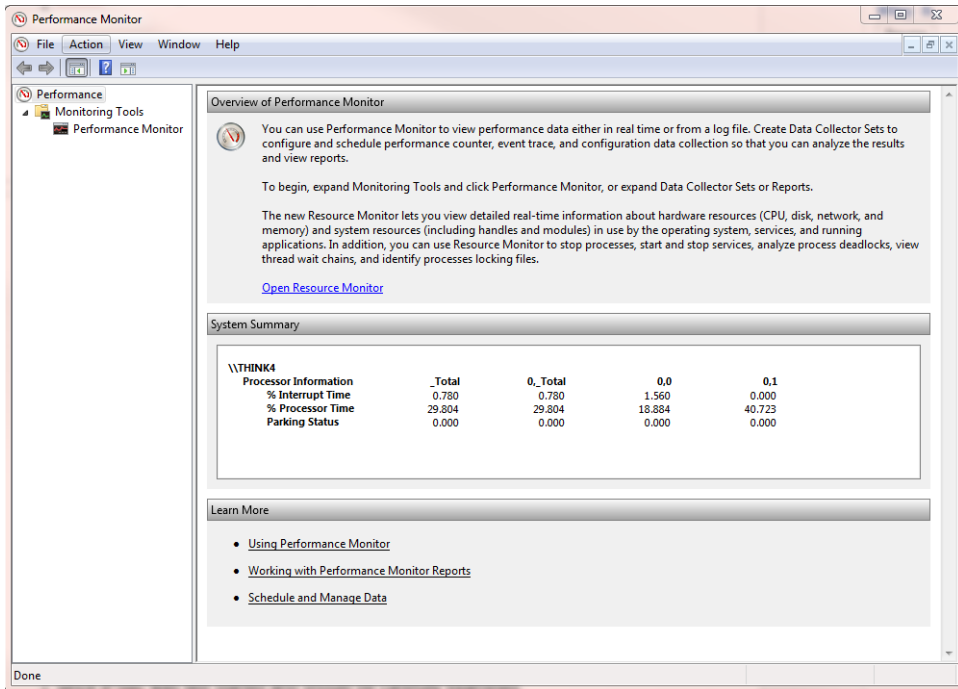 Performance Monitor
File Action View Window Help
Performance
Monitoring Tools
Performance Monitor
Overview of Performance Monitor
You can use Performance Monitor to view performance data either in real time or from a log file. Create Data Collector Sets to
configure and schedule performance counter, event trace, and configuration data collection so that you can analyze the results
and view reports.
To begin, expand Monitoring Tools and click Performance Monitor, or expand Data Collector Sets or Reports.
The new Resource Monitor lets you view detailed real-time information about hardware resources (CPU, disk, network, and
memory) and system resources (including handles and modules) in use by the operating system, services, and running
applications. In addition, you can use Resource Monitor to stop processes, start and stop services, analyze process deadlocks, view
thread wait chains, and identify processes locking files.
Open Resource Monitor
System Summary
\\THINK4
Processor Information _Total 0,_Total 0,0 0,1
% Interrupt Time 0.780 0.780 1.560 0.000
% Processor Time 29.804 29.804 18.884 40.723
Parking Status 0.000 0.000 0.000 0.000
Learn More
• Using Performance Monitor
• Working with Performance Monitor Reports
• Schedule and Manage Data
Done